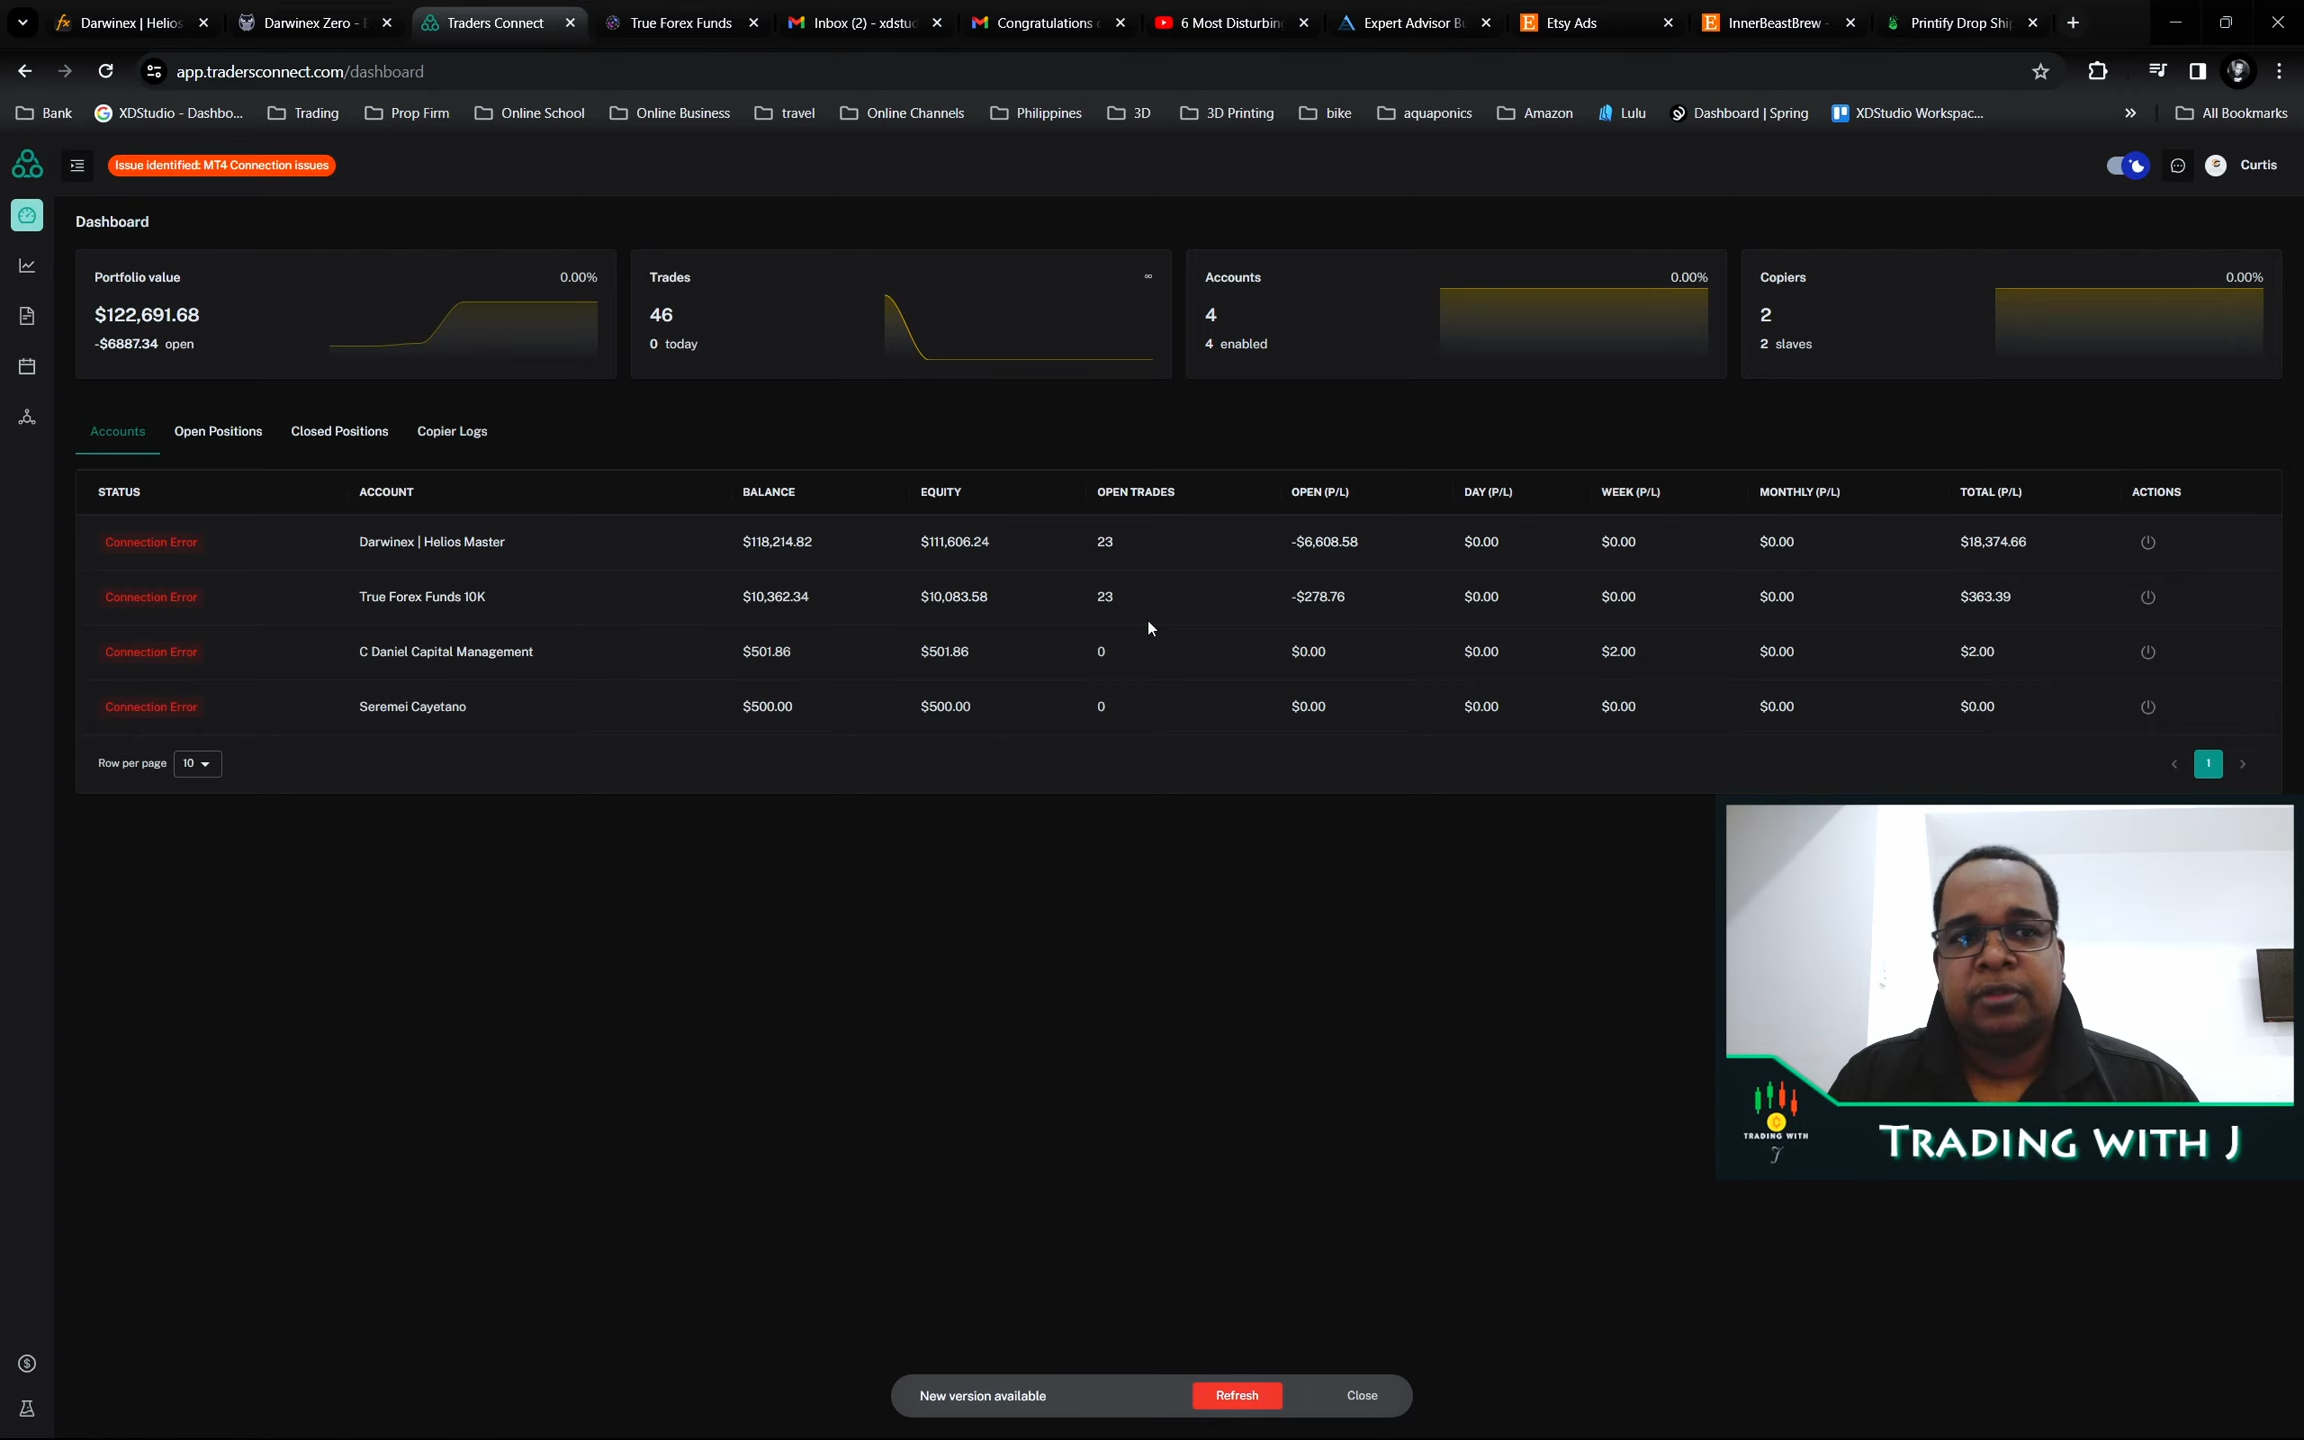 Darwinex | Helios
Darwinex Zero - E
Traders Connect
True Forex Funds
Inbox (2) - xdstud
Congratulations
6 Most Disturbing
Expert Advisor Bu
Etsy Ads
InnerBeastBrew -
Printify Drop Ship
app.tradersconnect.com/dashboard
Bank
XDStudio - Dashbo...
Trading
Prop Firm
Online School
Online Business
travel
Online Channels
Philippines
3D
3D Printing
bike
aquaponics
Amazon
Lulu
Dashboard | Spring
XDStudio Workspac...
All Bookmarks
Issue identified: MT4 Connection issues
Curtis
Dashboard
Portfolio value 0.00%
$122,691.68
-$6887.34 open
Trades ∞
46
0 today
Accounts 0.00%
4
4 enabled
Copiers 0.00%
2
2 slaves
Accounts Open Positions Closed Positions Copier Logs
STATUS ACCOUNT BALANCE EQUITY OPEN TRADES OPEN (P/L) DAY (P/L) WEEK (P/L) MONTHLY (P/L) TOTAL (P/L) ACTIONS
Connection Error Darwinex | Helios Master $118,214.82 $111,606.24 23 -$6,608.58 $0.00 $0.00 $0.00 $18,374.66
Connection Error True Forex Funds 10K $10,362.34 $10,083.58 23 -$278.76 $0.00 $0.00 $0.00 $363.39
Connection Error C Daniel Capital Management $501.86 $501.86 0 $0.00 $0.00 $2.00 $0.00 $2.00
Connection Error Seremei Cayetano $500.00 $500.00 0 $0.00 $0.00 $0.00 $0.00 $0.00
Row per page 10 1
TRADING WITH
J
TRADING WITH J
New version available Refresh Close